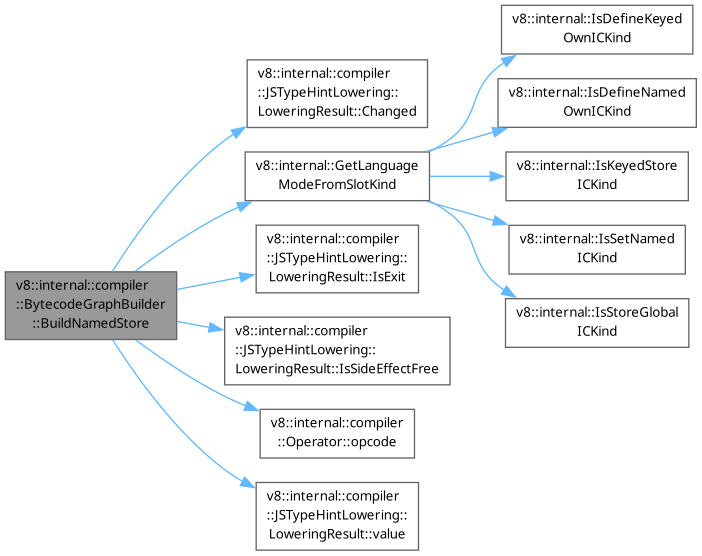 v8::internal::compiler
::BytecodeGraphBuilder
::BuildNamedStore
v8::internal::compiler
::JSTypeHintLowering::
LoweringResult::Changed
v8::internal::GetLanguage
ModeFromSlotKind
v8::internal::compiler
::JSTypeHintLowering::
LoweringResult::IsExit
v8::internal::compiler
::JSTypeHintLowering::
LoweringResult::IsSideEffectFree
v8::internal::compiler
::Operator::opcode
v8::internal::compiler
::JSTypeHintLowering::
LoweringResult::value
v8::internal::IsDefineKeyed
OwnICKind
v8::internal::IsDefineNamed
OwnICKind
v8::internal::IsKeyedStore
ICKind
v8::internal::IsSetNamed
ICKind
v8::internal::IsStoreGlobal
ICKind